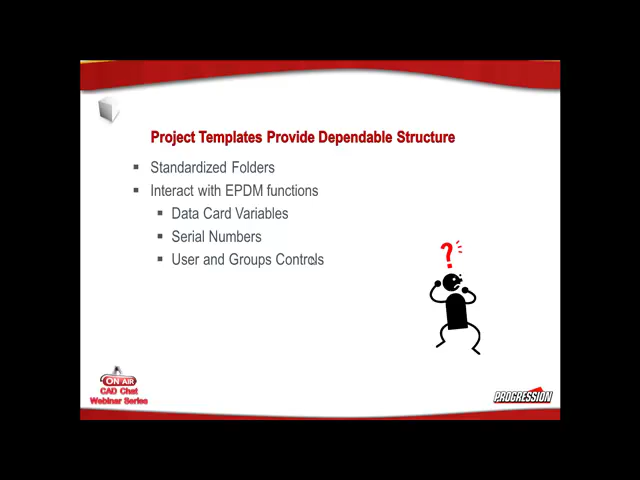 Project Templates Provide Dependable Structure
Standardized Folders
Interact with EPDM functions
Data Card Variables
Serial Numbers
User and Groups Controls
?
ON AIR
CAD Chat
Webinar Series
PROGRESSION